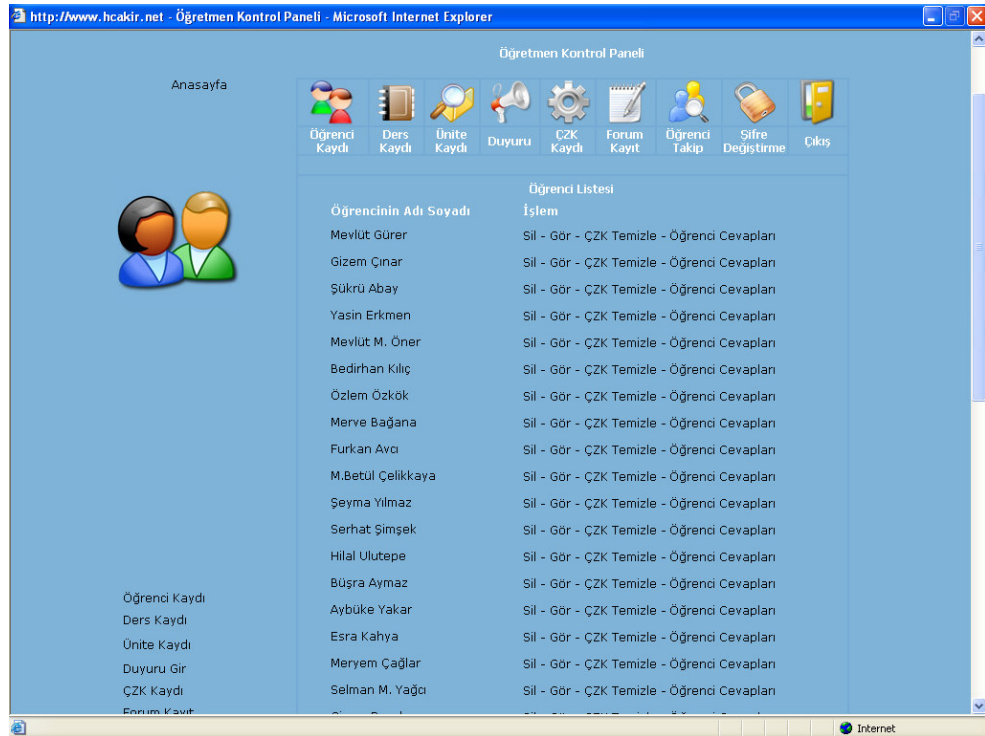 http://www.hcakir.net - Öğretmen Kontrol Paneli - Microsoft Internet Explorer
Öğretmen Kontrol Paneli
Anasayfa
Öğrenci Kaydı
Ders Kaydı
Ünite Kaydı
Duyuru
ÇZK Kaydı
Forum Kayıt
Öğrenci Takip
Şifre Değiştirme
Çıkış
Öğrenci Listesi
Öğrencinin Adı Soyadı İşlem
Mevlüt Gürer Sil - Gör - ÇZK Temizle - Öğrenci Cevapları
Gizem Çınar Sil - Gör - ÇZK Temizle - Öğrenci Cevapları
Şükrü Abay Sil - Gör - ÇZK Temizle - Öğrenci Cevapları
Yasin Erkmen Sil - Gör - ÇZK Temizle - Öğrenci Cevapları
Mevlüt M. Öner Sil - Gör - ÇZK Temizle - Öğrenci Cevapları
Bedirhan Kılıç Sil - Gör - ÇZK Temizle - Öğrenci Cevapları
Özlem Özkök Sil - Gör - ÇZK Temizle - Öğrenci Cevapları
Merve Bağana Sil - Gör - ÇZK Temizle - Öğrenci Cevapları
Furkan Avcı Sil - Gör - ÇZK Temizle - Öğrenci Cevapları
M.Betül Çelikkaya Sil - Gör - ÇZK Temizle - Öğrenci Cevapları
Şeyma Yılmaz Sil - Gör - ÇZK Temizle - Öğrenci Cevapları
Serhat Şimşek Sil - Gör - ÇZK Temizle - Öğrenci Cevapları
Hilal Ulutepe Sil - Gör - ÇZK Temizle - Öğrenci Cevapları
Büşra Aymaz Sil - Gör - ÇZK Temizle - Öğrenci Cevapları
Aybüke Yakar Sil - Gör - ÇZK Temizle - Öğrenci Cevapları
Esra Kahya Sil - Gör - ÇZK Temizle - Öğrenci Cevapları
Meryem Çağlar Sil - Gör - ÇZK Temizle - Öğrenci Cevapları
Selman M. Yağcı Sil - Gör - ÇZK Temizle - Öğrenci Cevapları
Öğrenci Kaydı
Ders Kaydı
Ünite Kaydı
Duyuru Gir
ÇZK Kaydı
Forum Kayıt
Internet